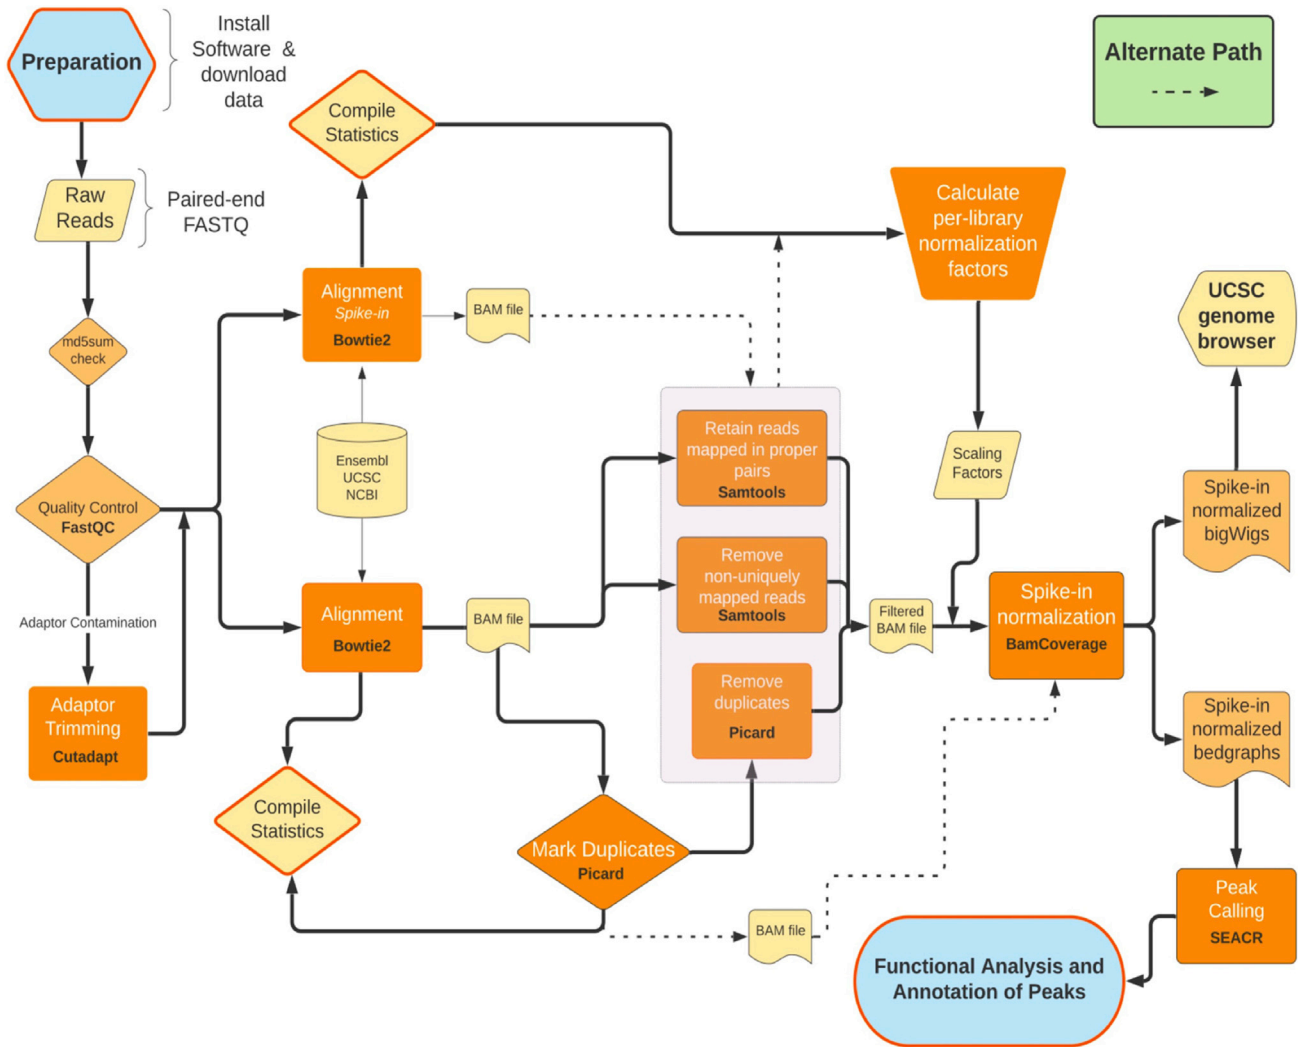 Preparation
Install
Software &
download
data
Raw
Reads
Paired-end
FASTQ
md5sum
check
Quality Control
FastQC
Adaptor Contamination
Adaptor
Trimming
Cutadapt
Compile
Statistics
Alignment
Spike-in
Bowtie2
BAM file
Ensembl
UCSC
NCBI
Alignment
Bowtie2
BAM file
Compile
Statistics
Mark Duplicates
Picard
BAM file
Retain reads
mapped in proper
pairs
Samtools
Remove
non-uniquely
mapped reads
Samtools
Remove
duplicates
Picard
Filtered
BAM file
Calculate
per-library
normalization
factors
Scaling
Factors
Spike-in
normalization
BamCoverage
Alternate Path
UCSC
genome
browser
Spike-in
normalized
bigWigs
Spike-in
normalized
bedgraphs
Peak
Calling
SEACR
Functional Analysis and
Annotation of Peaks